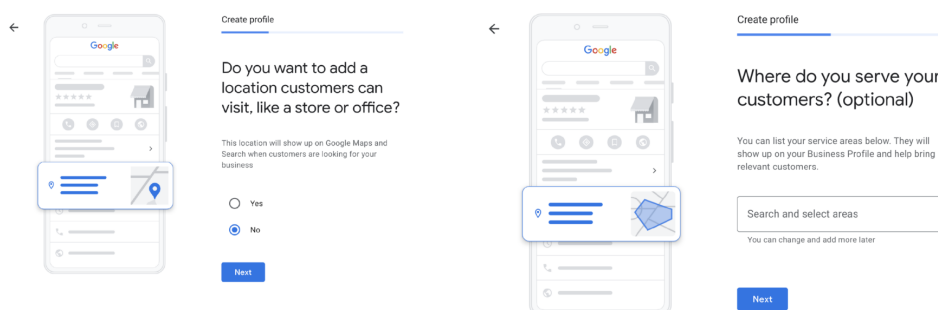 Create profile
Google
Do you want to add a
location customers can
visit, like a store or office?
This location will show up on Google Maps and
Search when customers are looking for your
business
Yes
No
Next
Create profile
Google
Where do you serve your
customers? (optional)
You can list your service areas below. They will
show up on your Business Profile and help bring
relevant customers.
Search and select areas
You can change and add more later
Next